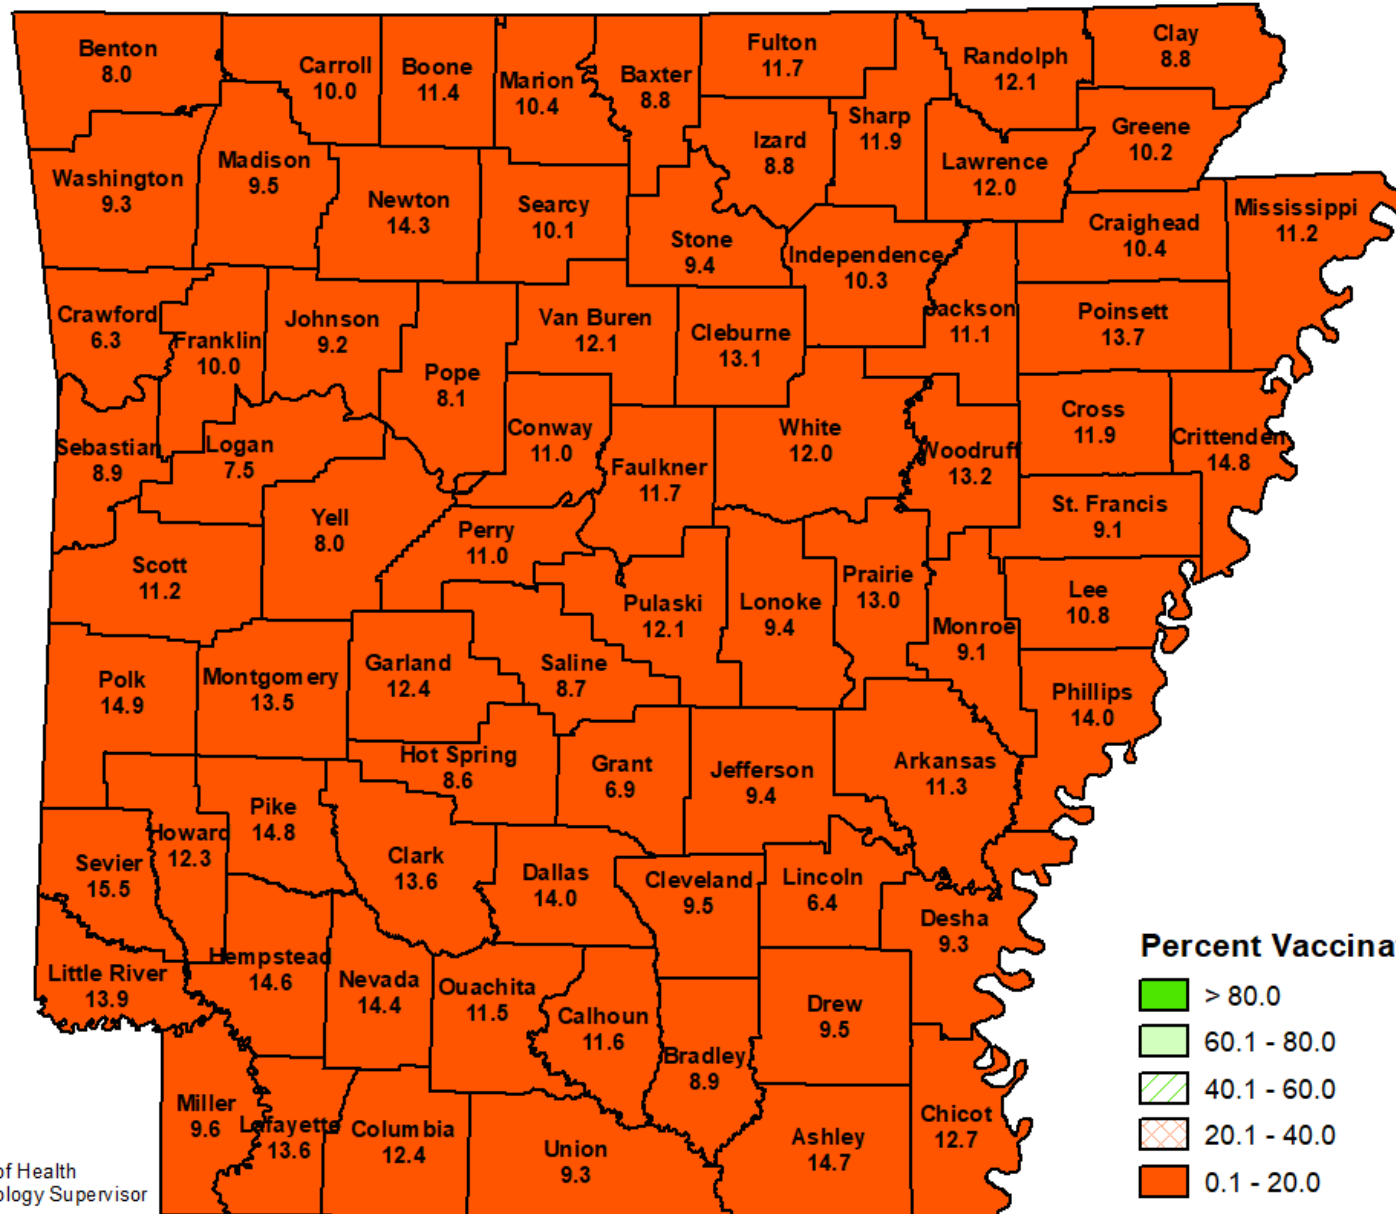 Benton
8.0
Carroll
10.0
Boone
11.4
Marion
10.4
Baxter
8.8
Fulton
11.7
Randolph
12.1
Clay
8.8
Washington
9.3
Madison
9.5
Newton
14.3
Searcy
10.1
Stone
9.4
Izard
8.8
Sharp
11.9
Lawrence
12.0
Greene
10.2
Craighead
10.4
Mississippi
11.2
Independence
10.3
Crawford
6.3
Franklin
10.0
Johnson
9.2
Pope
8.1
Van Buren
12.1
Cleburne
13.1
Jackson
11.1
Poinsett
13.7
Sebastian
8.9
Logan
7.5
Conway
11.0
Faulkner
11.7
White
12.0
Woodruff
13.2
Cross
11.9
Crittenden
14.8
St. Francis
9.1
Scott
11.2
Yell
8.0
Perry
11.0
Pulaski
12.1
Lonoke
9.4
Prairie
13.0
Monroe
9.1
Lee
10.8
Phillips
14.0
Polk
14.9
Montgomery
13.5
Garland
12.4
Saline
8.7
Hot Spring
8.6
Grant
6.9
Jefferson
9.4
Arkansas
11.3
Sevier
15.5
Howard
12.3
Pike
14.8
Clark
13.6
Dallas
14.0
Cleveland
9.5
Lincoln
6.4
Desha
9.3
Little River
13.9
Hempstead
14.6
Nevada
14.4
Ouachita
11.5
Calhoun
11.6
Bradley
8.9
Drew
9.5
Miller
9.6
Lafayette
13.6
Columbia
12.4
Union
9.3
Ashley
14.7
Chicot
12.7
Percent Vaccina
> 80.0
60.1 - 80.0
40.1 - 60.0
20.1 - 40.0
0.1 - 20.0
of Health
ology Supervisor